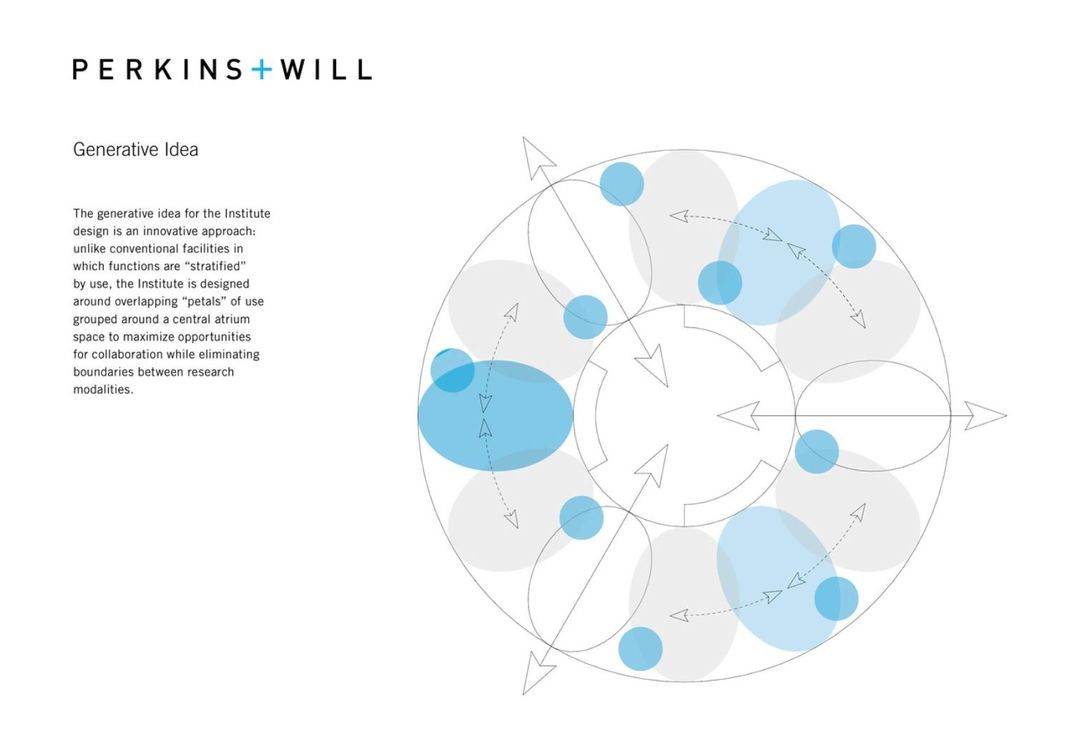 PERKINS+WILL
Generative Idea
The generative idea for the Institute
design is an innovative approach:
unlike conventional facilities in
which functions are “stratified”
by use, the Institute is designed
around overlapping “petals” of use
grouped around a central atrium
space to maximize opportunities
for collaboration while eliminating
boundaries between research
modalities.